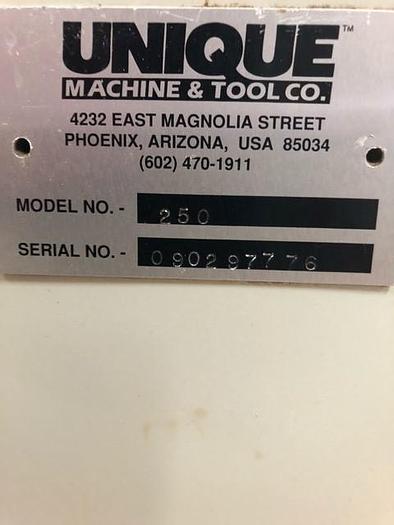 UNIQUE™
MACHINE & TOOL CO.
4232 EAST MAGNOLIA STREET
PHOENIX, ARIZONA, USA 85034
(602) 470-1911
MODEL NO. - 250
SERIAL NO. - 090297776